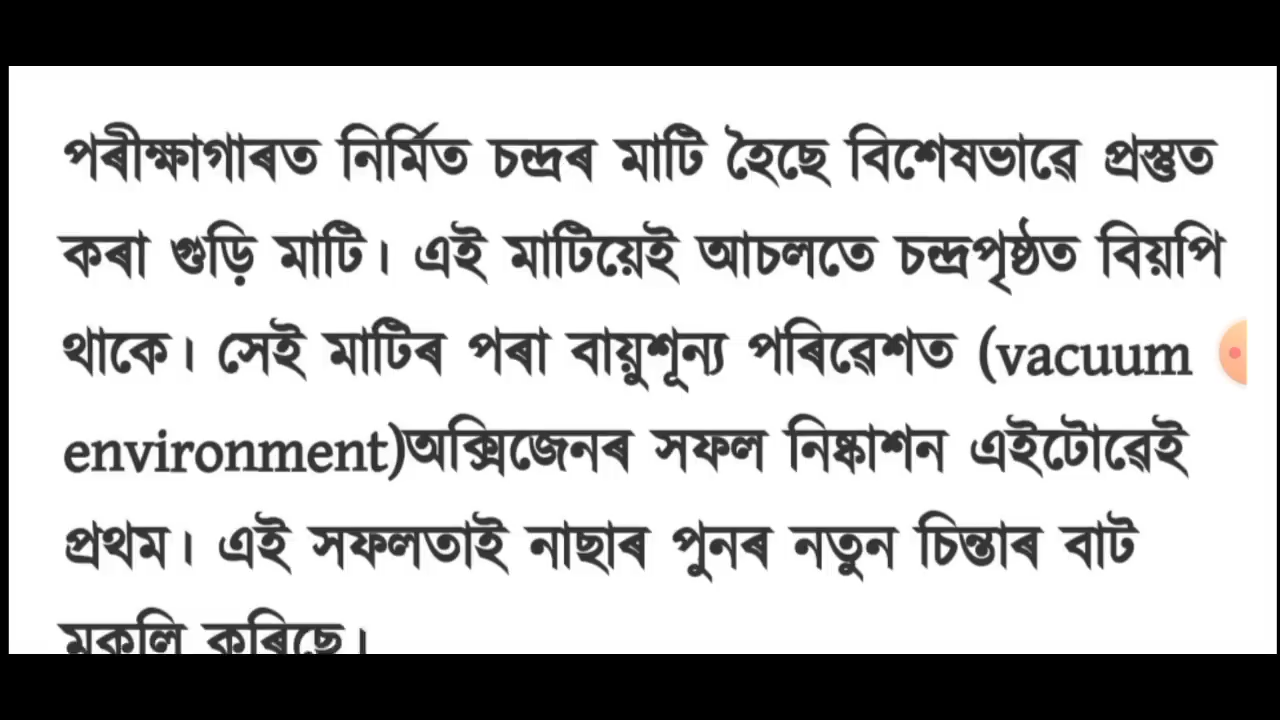 পৰীক্ষাগাৰত নিৰ্মিত চন্দ্ৰৰ মাটি হৈছে বিশেষভাৱে প্ৰস্তুত
কৰা গুড়ি মাটি। এই মাটিয়েই আচলতে চন্দ্ৰপৃষ্ঠত বিয়পি
থাকে। সেই মাটিৰ পৰা বায়ুশূন্য পৰিৱেশত (vacuum
environment)অক্সিজেনৰ সফল নিষ্কাশন এইটোৱেই
প্ৰথম। এই সফলতাই নাছাৰ পুনৰ নতুন চিন্তাৰ বাট
মুকলি কৰিছে।